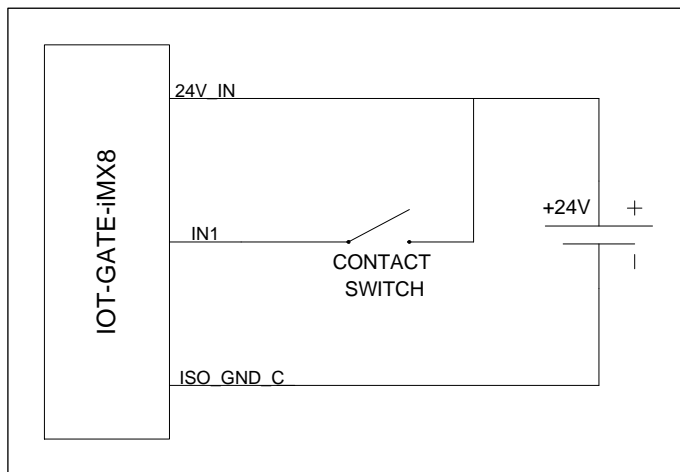 24V_IN
IOT-GATE-iMX8
+24V
+
IN1
CONTACT
SWITCH
–
ISO_GND_C